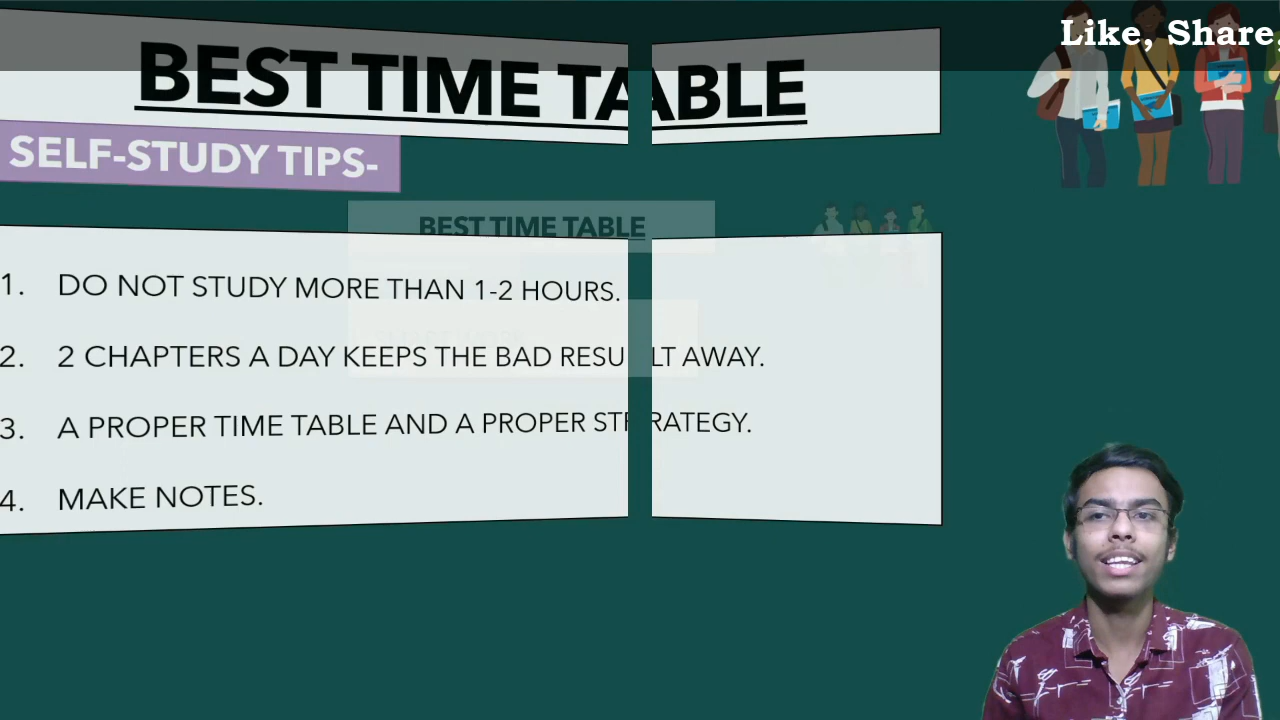 Like, Share,
BEST TIME TABLE
SELF-STUDY TIPS-
BEST TIME TABLE
1. DO NOT STUDY MORE THAN 1-2 HOURS.
2. 2 CHAPTERS A DAY KEEPS THE BAD RESULT AWAY.
3. A PROPER TIME TABLE AND A PROPER STRATEGY.
4. MAKE NOTES.